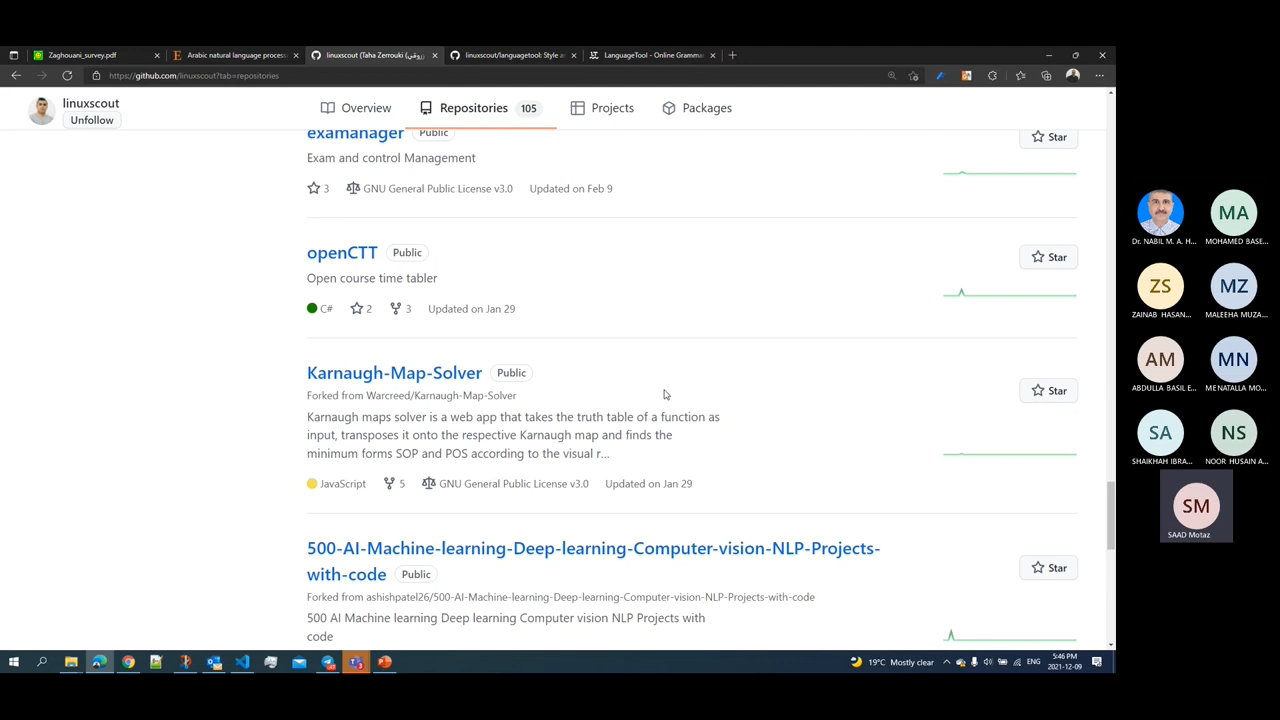 Zaghouani_survey.pdf
Arabic natural language process
linuxscout (Taha Zerrouki
linuxscout/languagetool: Style a
LanguageTool - Online Gramma
https://github.com/linuxscout?tab=repositories
linuxscout
Unfollow
Overview
Repositories 105
Projects
Packages
examanager Public
Star
Exam and control Management
3 GNU General Public License v3.0 Updated on Feb 9
openCTT Public
Star
Open course time tabler
C# 2 3 Updated on Jan 29
Karnaugh-Map-Solver Public
Star
Forked from Warcreed/Karnaugh-Map-Solver
Karnaugh maps solver is a web app that takes the truth table of a function as
input, transposes it onto the respective Karnaugh map and finds the
minimum forms SOP and POS according to the visual r...
JavaScript 5 GNU General Public License v3.0 Updated on Jan 29
500-AI-Machine-learning-Deep-learning-Computer-vision-NLP-Projects-
with-code Public
Star
Forked from ashishpatel26/500-AI-Machine-learning-Deep-learning-Computer-vision-NLP-Projects-with-code
500 AI Machine learning Deep learning Computer vision NLP Projects with
code
19°C Mostly clear
ENG
5:46 PM
2021-12-09
Dr. NABIL M. A. H...
MA
MOHAMED BASE...
ZS
ZAINAB HASAN...
MZ
MALEEHA MUZA...
AM
ABDULLA BASIL E...
MN
MENATALLA MO...
SA
SHAIKHAH IBRA...
NS
NOOR HUSAIN A...
SM
SAAD Motaz